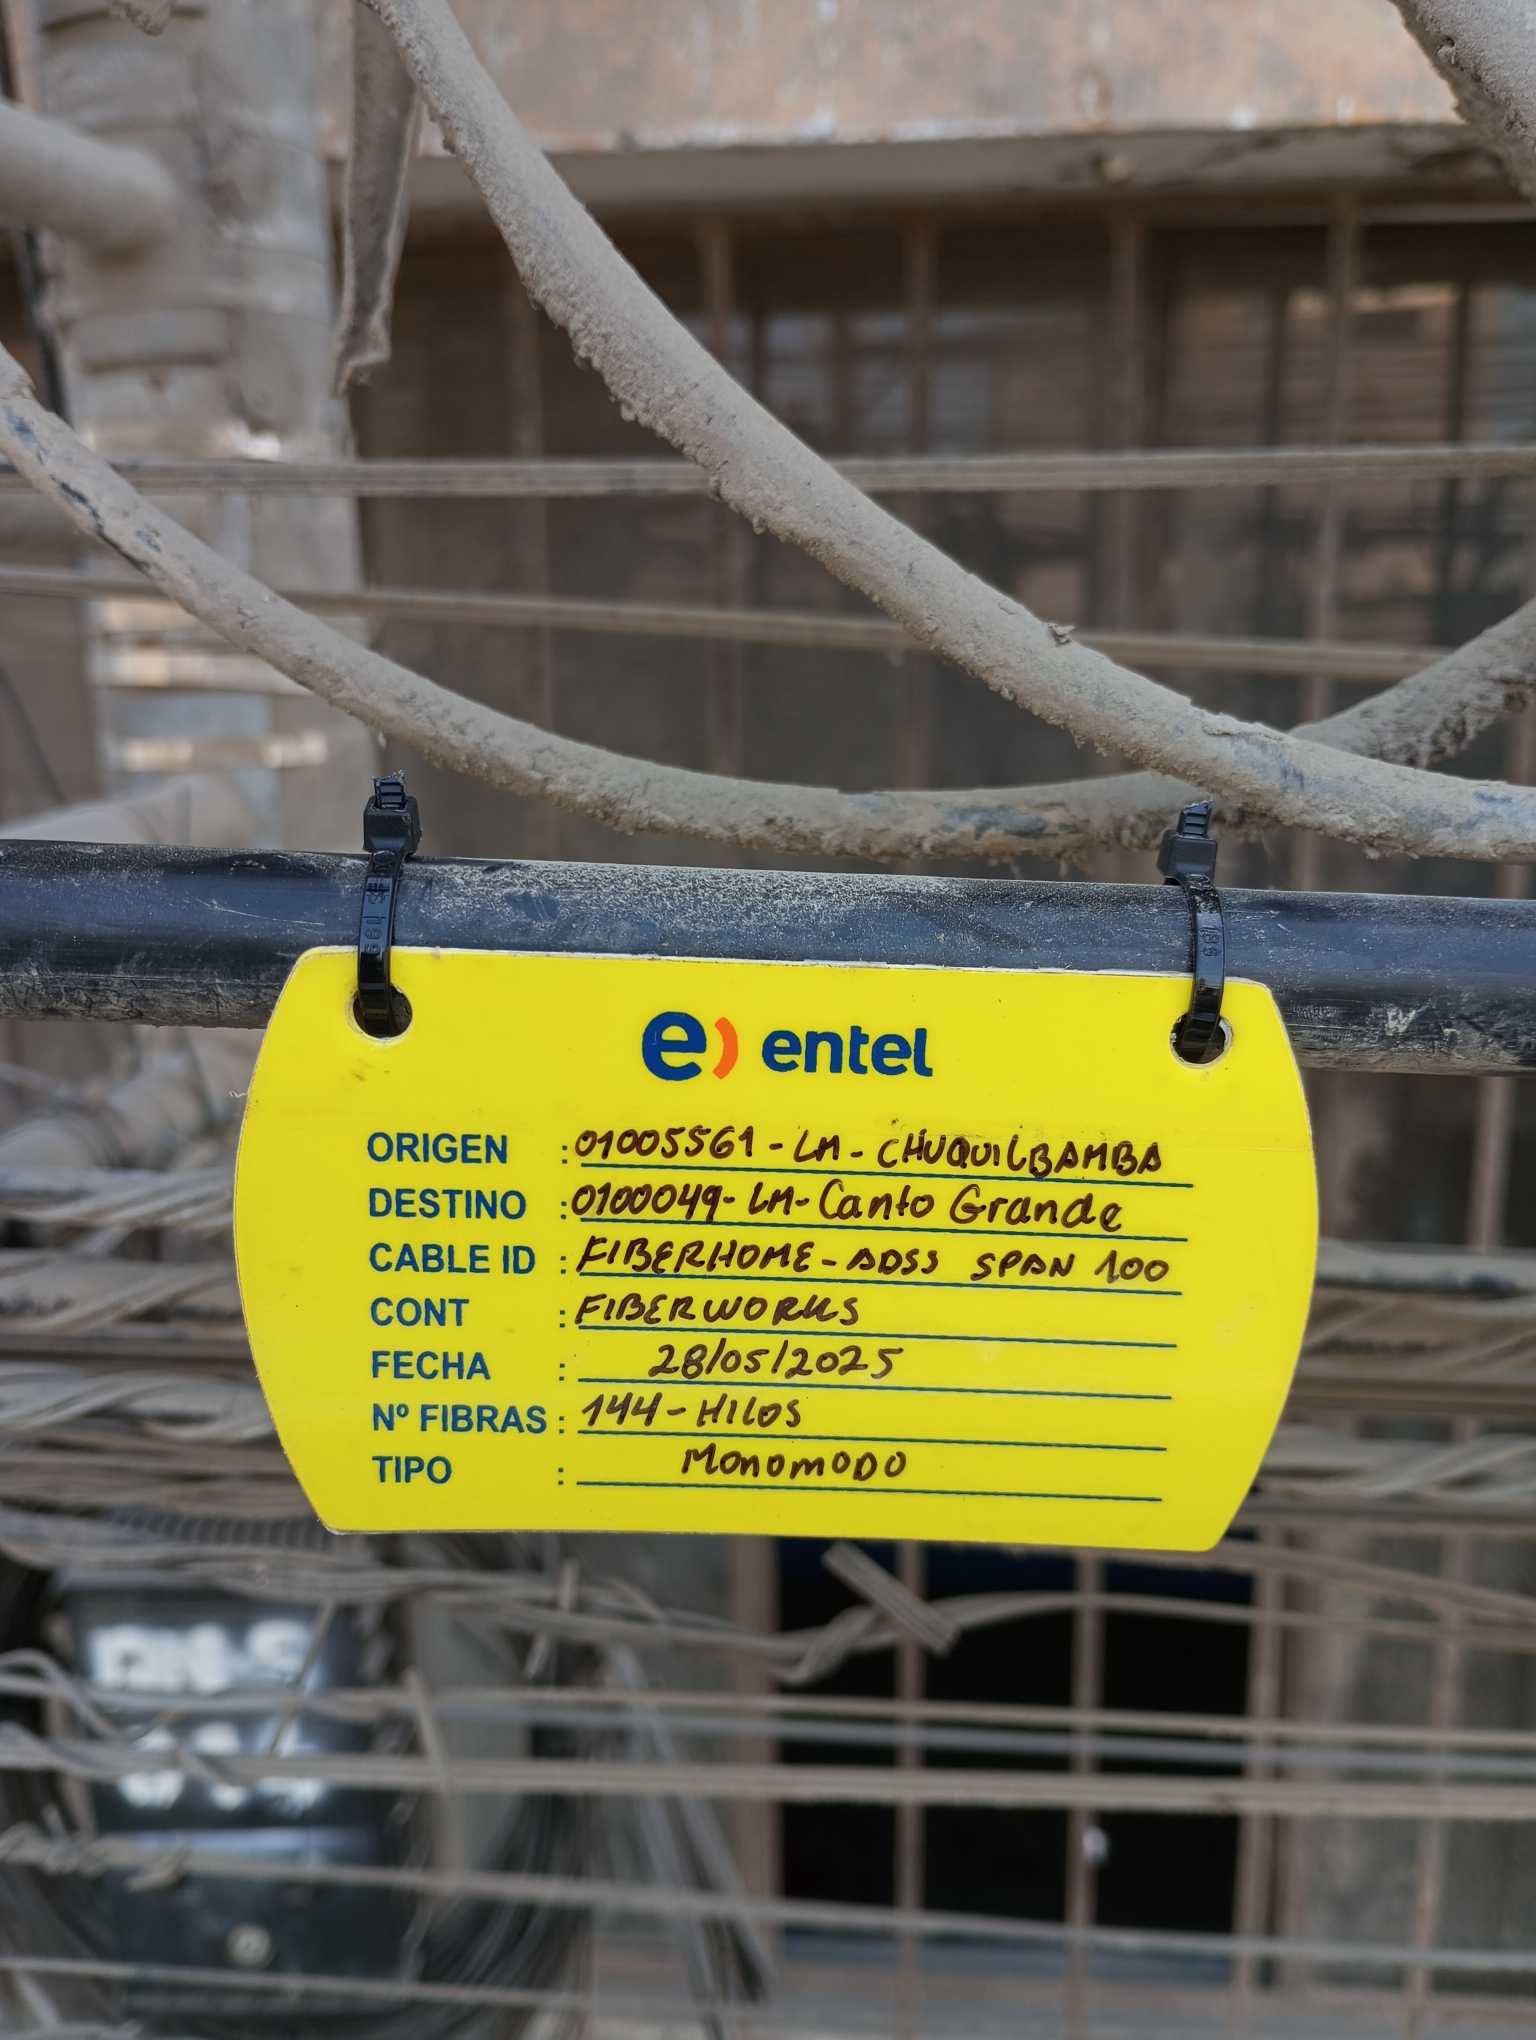 e) entel
ORIGEN : 01005561 - LM - CHUQUILBAMBA
DESTINO : 0100049 - LM - Canto Grande
CABLE ID : FIBERHOME - ADSS SPAN 100
CONT : FIBERWORKS
FECHA : 28/05/2025
Nº FIBRAS : 144 - HILOS
TIPO : MONOMODO